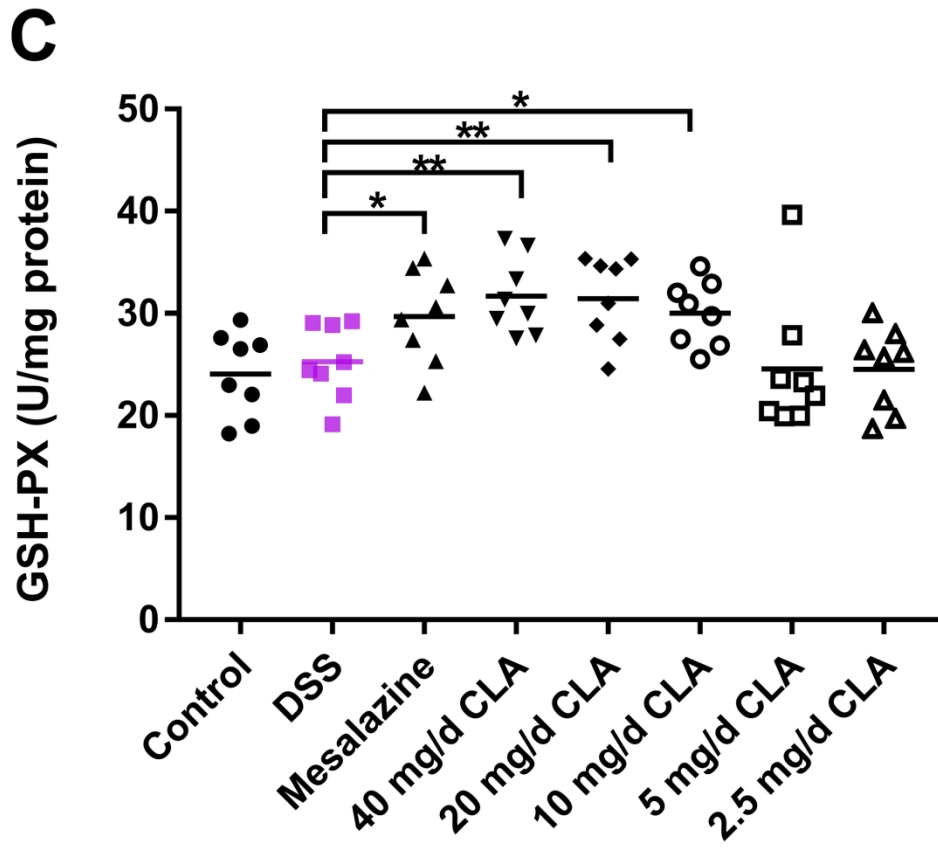 C
GSH-PX (U/mg protein)
50
40
30
20
10
0
*
**
**
*
Control
DSS
Mesalazine
40 mg/d CLA
20 mg/d CLA
10 mg/d CLA
5 mg/d CLA
2.5 mg/d CLA